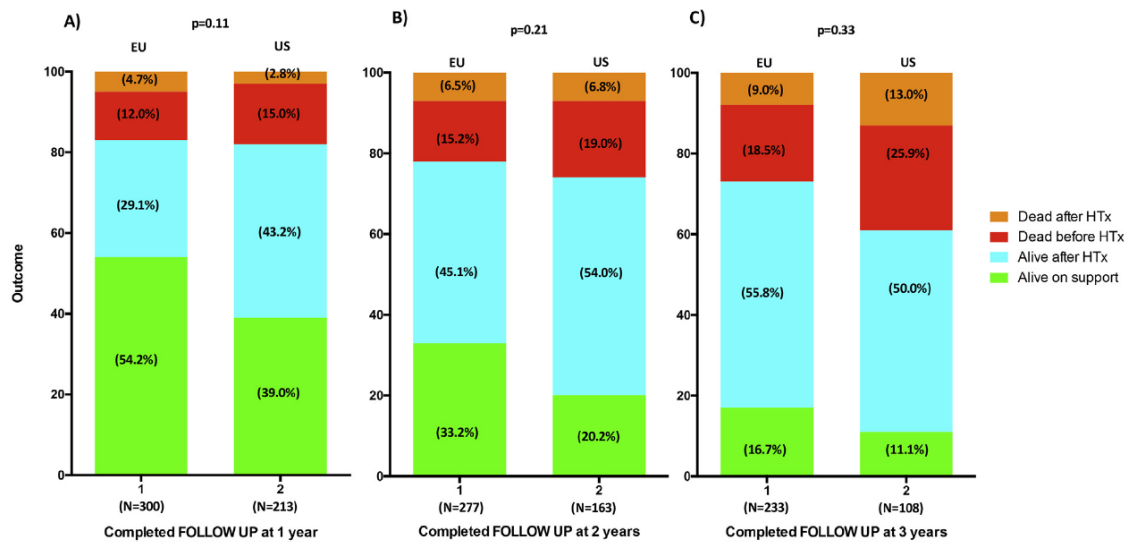 A)
p=0.11
EU
US
100
80
60
40
20
0
Outcome
(4.7%)
(12.0%)
(29.1%)
(54.2%)
(2.8%)
(15.0%)
(43.2%)
(39.0%)
1
2
(N=300)
(N=213)
Completed FOLLOW UP at 1 year
B)
p=0.21
EU
US
100
80
60
40
20
0
(6.5%)
(15.2%)
(45.1%)
(33.2%)
(6.8%)
(19.0%)
(54.0%)
(20.2%)
1
2
(N=277)
(N=163)
Completed FOLLOW UP at 2 years
C)
p=0.33
EU
US
100
80
60
40
20
0
(9.0%)
(18.5%)
(55.8%)
(16.7%)
(13.0%)
(25.9%)
(50.0%)
(11.1%)
1
2
(N=233)
(N=108)
Completed FOLLOW UP at 3 years
Dead after HTx
Dead before HTx
Alive after HTx
Alive on support